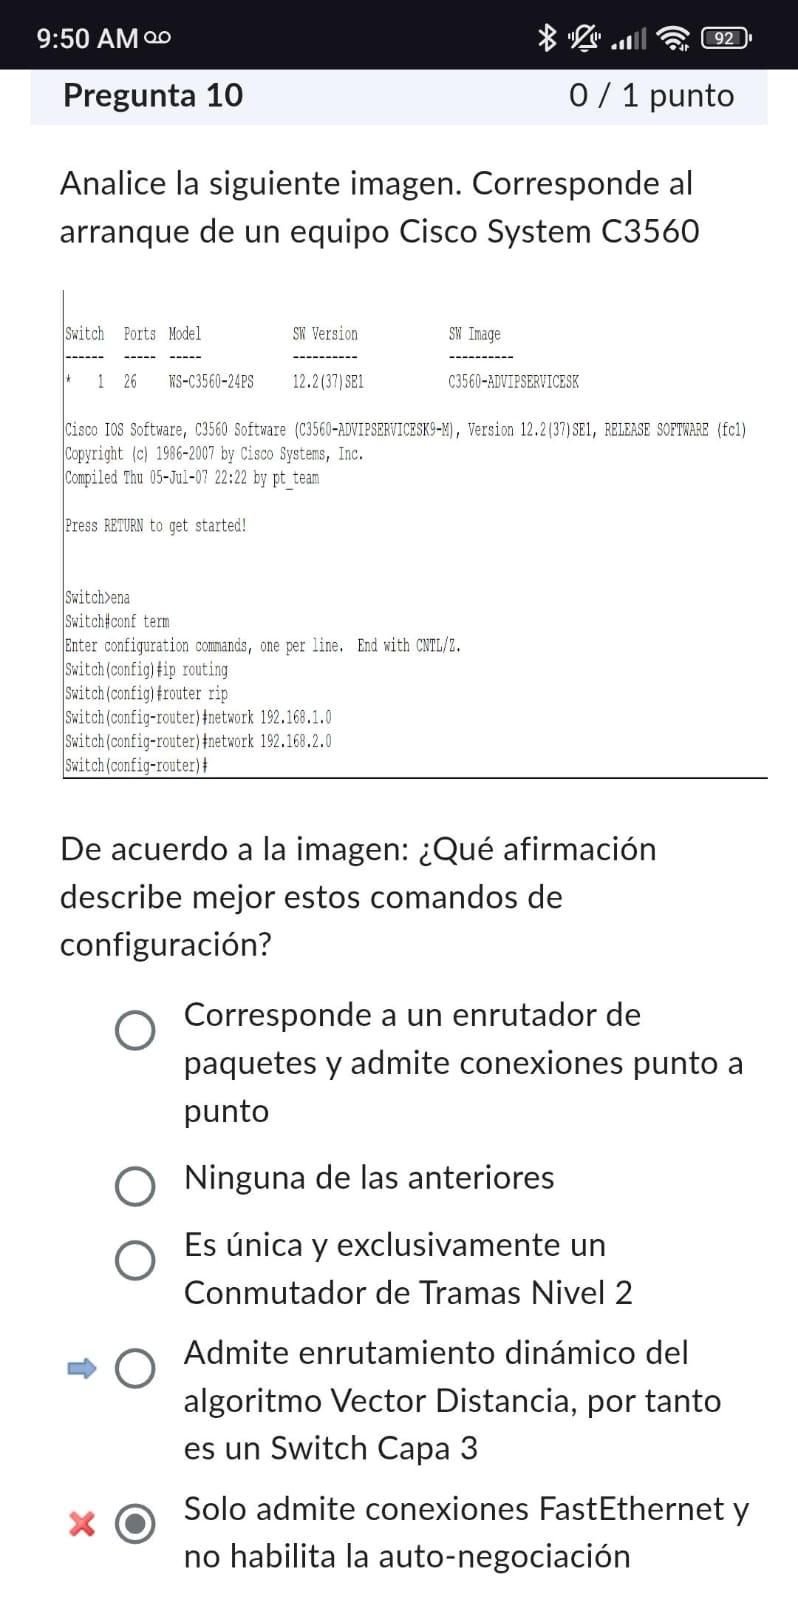 9:50 AM
92
Pregunta 10 0 / 1 punto
Analice la siguiente imagen. Corresponde al
arranque de un equipo Cisco System C3560
Switch Ports Model SW Version SW Image
------ ----- ----- ---------- ----------
* 1 26 WS-C3560-24PS 12.2(37)SE1 C3560-ADVIPSERVICESK
Cisco IOS Software, C3560 Software (C3560-ADVIPSERVICESK9-M), Version 12.2(37)SE1, RELEASE SOFTWARE (fc1)
Copyright (c) 1986-2007 by Cisco Systems, Inc.
Compiled Thu 05-Jul-07 22:22 by pt_team
Press RETURN to get started!
Switch>ena
Switch#conf term
Enter configuration commands, one per line. End with CNTL/Z.
Switch(config)#ip routing
Switch(config)#router rip
Switch(config-router)#network 192.168.1.0
Switch(config-router)#network 192.168.2.0
Switch(config-router)#
De acuerdo a la imagen: ¿Qué afirmación
describe mejor estos comandos de
configuración?
Corresponde a un enrutador de
paquetes y admite conexiones punto a
punto
Ninguna de las anteriores
Es única y exclusivamente un
Conmutador de Tramas Nivel 2
Admite enrutamiento dinámico del
algoritmo Vector Distancia, por tanto
es un Switch Capa 3
Solo admite conexiones FastEthernet y
no habilita la auto-negociación